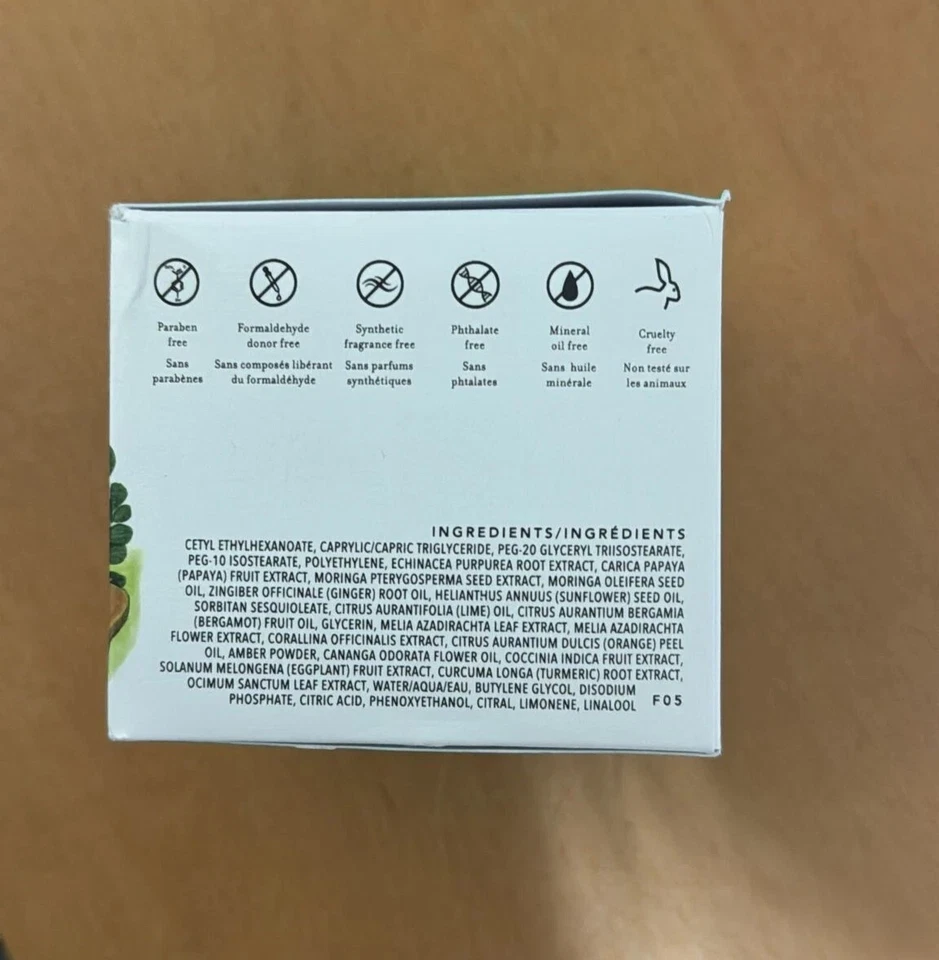 Paraben
free
Sans
parabènes
Formaldehyde
donor free
Sans composés libérant
du formaldéhyde
Synthetic
fragrance free
Sans parfums
synthétiques
Phthalate
free
Sans
phtalates
Mineral
oil free
Sans huile
minérale
Cruelty
free
Non testé sur
les animaux
INGREDIENTS/INGRÉDIENTS
CETYL ETHYLHEXANOATE, CAPRYLIC/CAPRIC TRIGLYCERIDE, PEG-20 GLYCERYL TRIISOSTEARATE,
PEG-10 ISOSTEARATE, POLYETHYLENE, ECHINACEA PURPUREA ROOT EXTRACT, CARICA PAPAYA
(PAPAYA) FRUIT EXTRACT, MORINGA PTERYGOSPERMA SEED EXTRACT, MORINGA OLEIFERA SEED
OIL, ZINGIBER OFFICINALE (GINGER) ROOT OIL, HELIANTHUS ANNUUS (SUNFLOWER) SEED OIL,
SORBITAN SESQUIOLEATE, CITRUS AURANTIFOLIA (LIME) OIL, CITRUS AURANTIUM BERGAMIA
(BERGAMOT) FRUIT OIL, GLYCERIN, MELIA AZADIRACHTA LEAF EXTRACT, MELIA AZADIRACHTA
FLOWER EXTRACT, CORALLINA OFFICINALIS EXTRACT, CITRUS AURANTIUM DULCIS (ORANGE) PEEL
OIL, AMBER POWDER, CANANGA ODORATA FLOWER OIL, COCCINIA INDICA FRUIT EXTRACT,
SOLANUM MELONGENA (EGGPLANT) FRUIT EXTRACT, CURCUMA LONGA (TURMERIC) ROOT EXTRACT,
OCIMUM SANCTUM LEAF EXTRACT, WATER/AQUA/EAU, BUTYLENE GLYCOL, DISODIUM
PHOSPHATE, CITRIC ACID, PHENOXYETHANOL, CITRAL, LIMONENE, LINALOOL F05